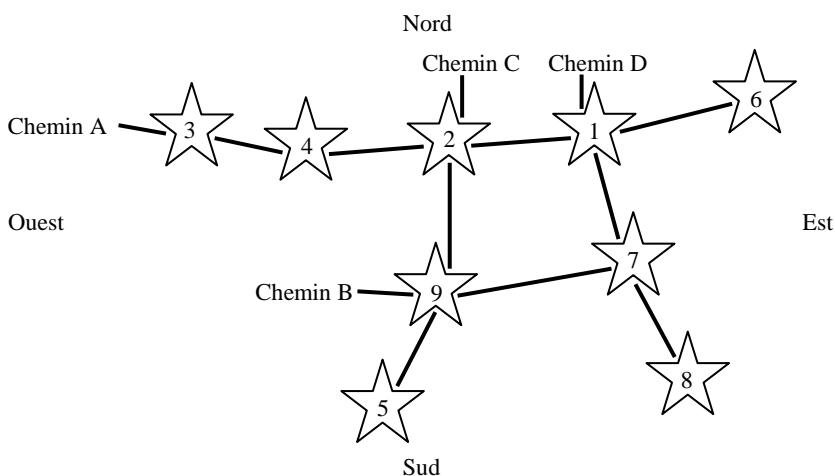 Nord
Chemin C Chemin D
6
Chemin A 3 4 2 1
Ouest Est
7
Chemin B 9
5 8
Sud